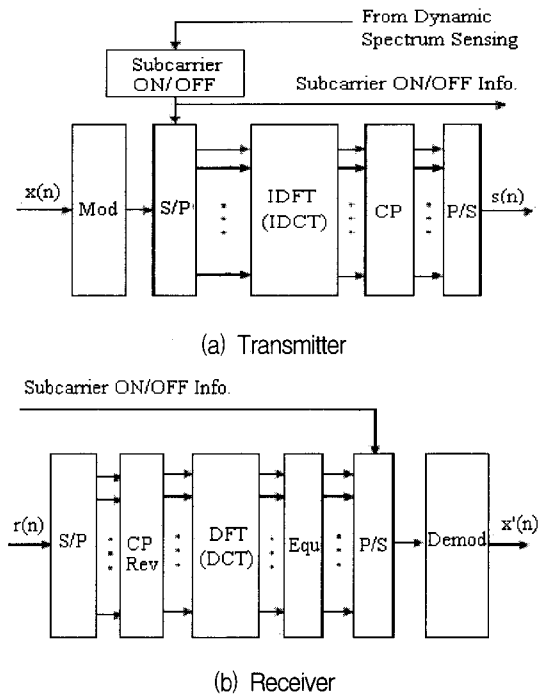 From Dynamic
Spectrum Sensing
Subcarrier
ON/OFF
Subcarrier ON/OFF Info.
x(n)
Mod
S/P
IDFT
(IDCT)
CP
P/S
s(n)
(a) Transmitter
Subcarrier ON/OFF Info.
r(n)
S/P
CP
Rev
DFT
(DCT)
Equ
P/S
Demod
x'(n)
(b) Receiver